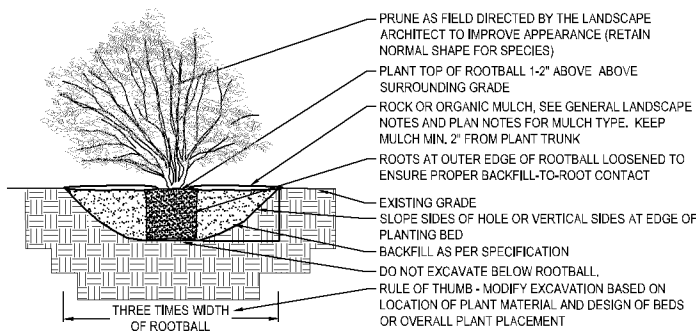 PRUNE AS FIELD DIRECTED BY THE LANDSCAPE
ARCHITECT TO IMPROVE APPEARANCE (RETAIN
NORMAL SHAPE FOR SPECIES)
PLANT TOP OF ROOTBALL 1-2" ABOVE ABOVE
SURROUNDING GRADE
ROCK OR ORGANIC MULCH, SEE GENERAL LANDSCAPE
NOTES AND PLAN NOTES FOR MULCH TYPE. KEEP
MULCH MIN. 2" FROM PLANT TRUNK
ROOTS AT OUTER EDGE OF ROOTBALL LOOSENED TO
ENSURE PROPER BACKFILL-TO-ROOT CONTACT
EXISTING GRADE
SLOPE SIDES OF HOLE OR VERTICAL SIDES AT EDGE OF
PLANTING BED
BACKFILL AS PER SPECIFICATION
DO NOT EXCAVATE BELOW ROOTBALL.
RULE OF THUMB - MODIFY EXCAVATION BASED ON
LOCATION OF PLANT MATERIAL AND DESIGN OF BEDS
OR OVERALL PLANT PLACEMENT
THREE TIMES WIDTH
OF ROOTBALL